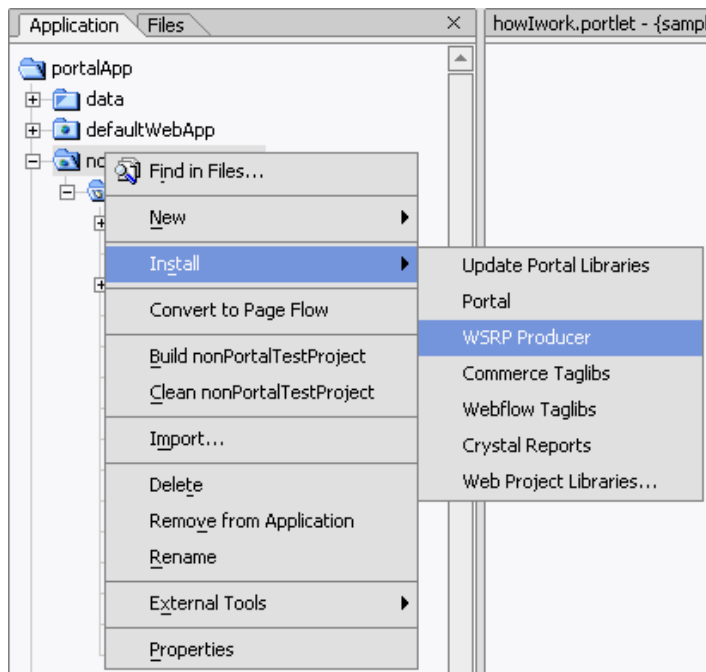 Application
Files
howIwork.portlet - {sampl
portalApp
data
defaultWebApp
Find in Files...
New
Install
Update Portal Libraries
Portal
WSRP Producer
Commerce Taglibs
Webflow Taglibs
Crystal Reports
Web Project Libraries...
Convert to Page Flow
Build nonPortalTestProject
Clean nonPortalTestProject
Import...
Delete
Remove from Application
Rename
External Tools
Properties